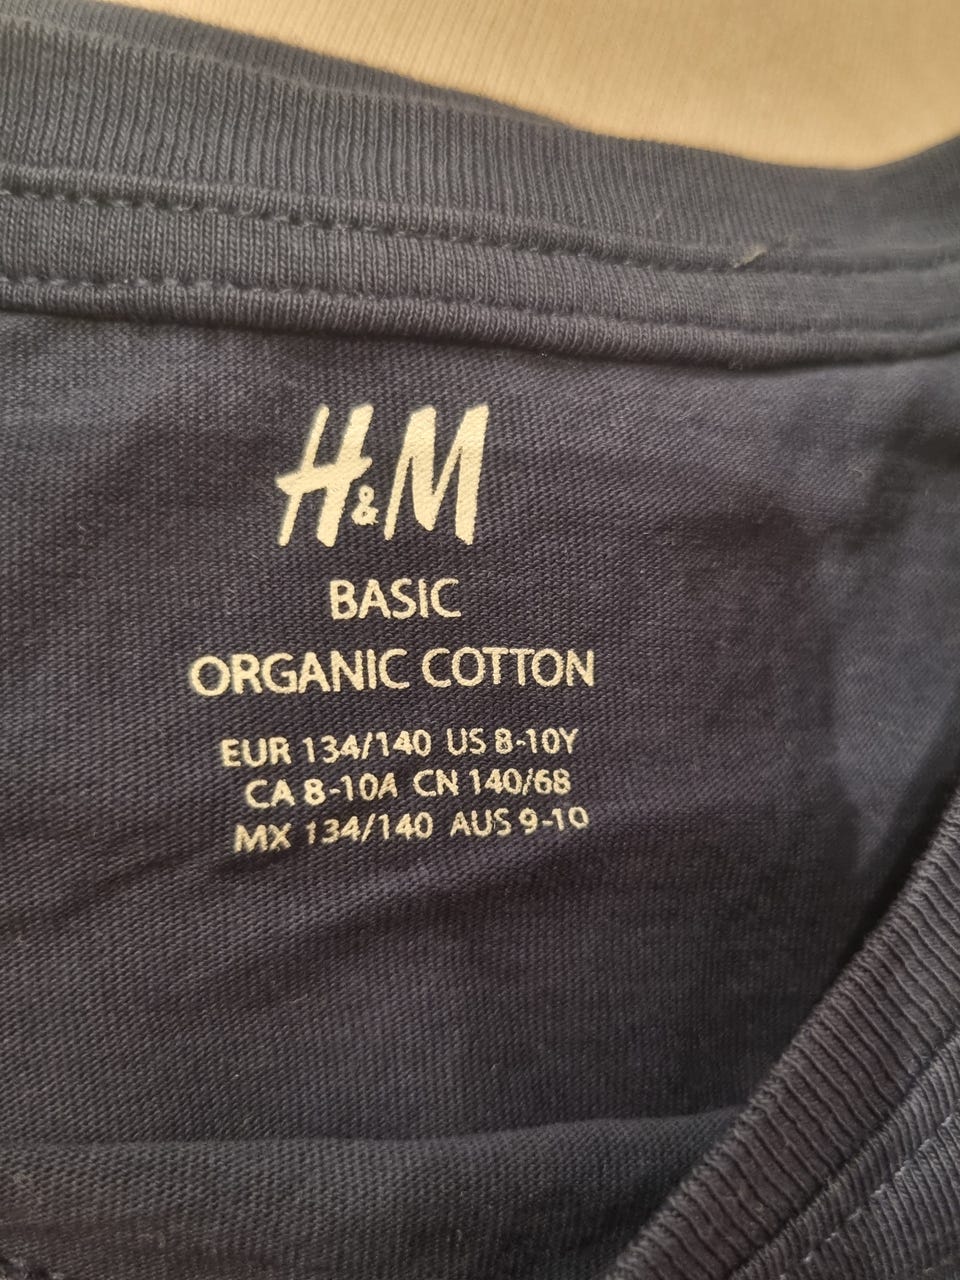 H&M
BASIC
ORGANIC COTTON
EUR 134/140 US 8-10Y
CA 8-10A CN 140/68
MX 134/140 AUS 9-10